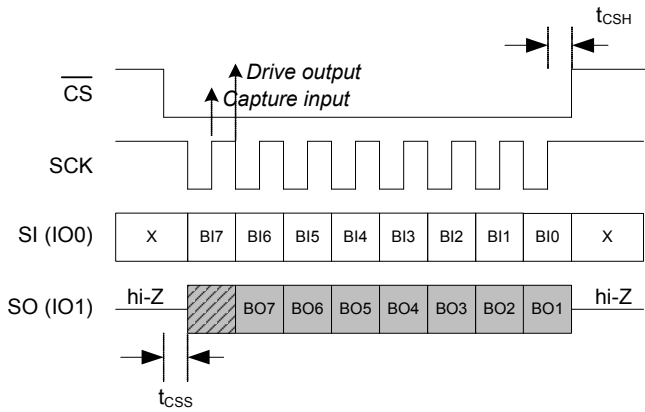 tCSH
Drive output
CS
Capture input
SCK
SI (IO0) X BI7 BI6 BI5 BI4 BI3 BI2 BI1 BI0 X
SO (IO1) hi-Z BO7 BO6 BO5 BO4 BO3 BO2 BO1 hi-Z
tCSS